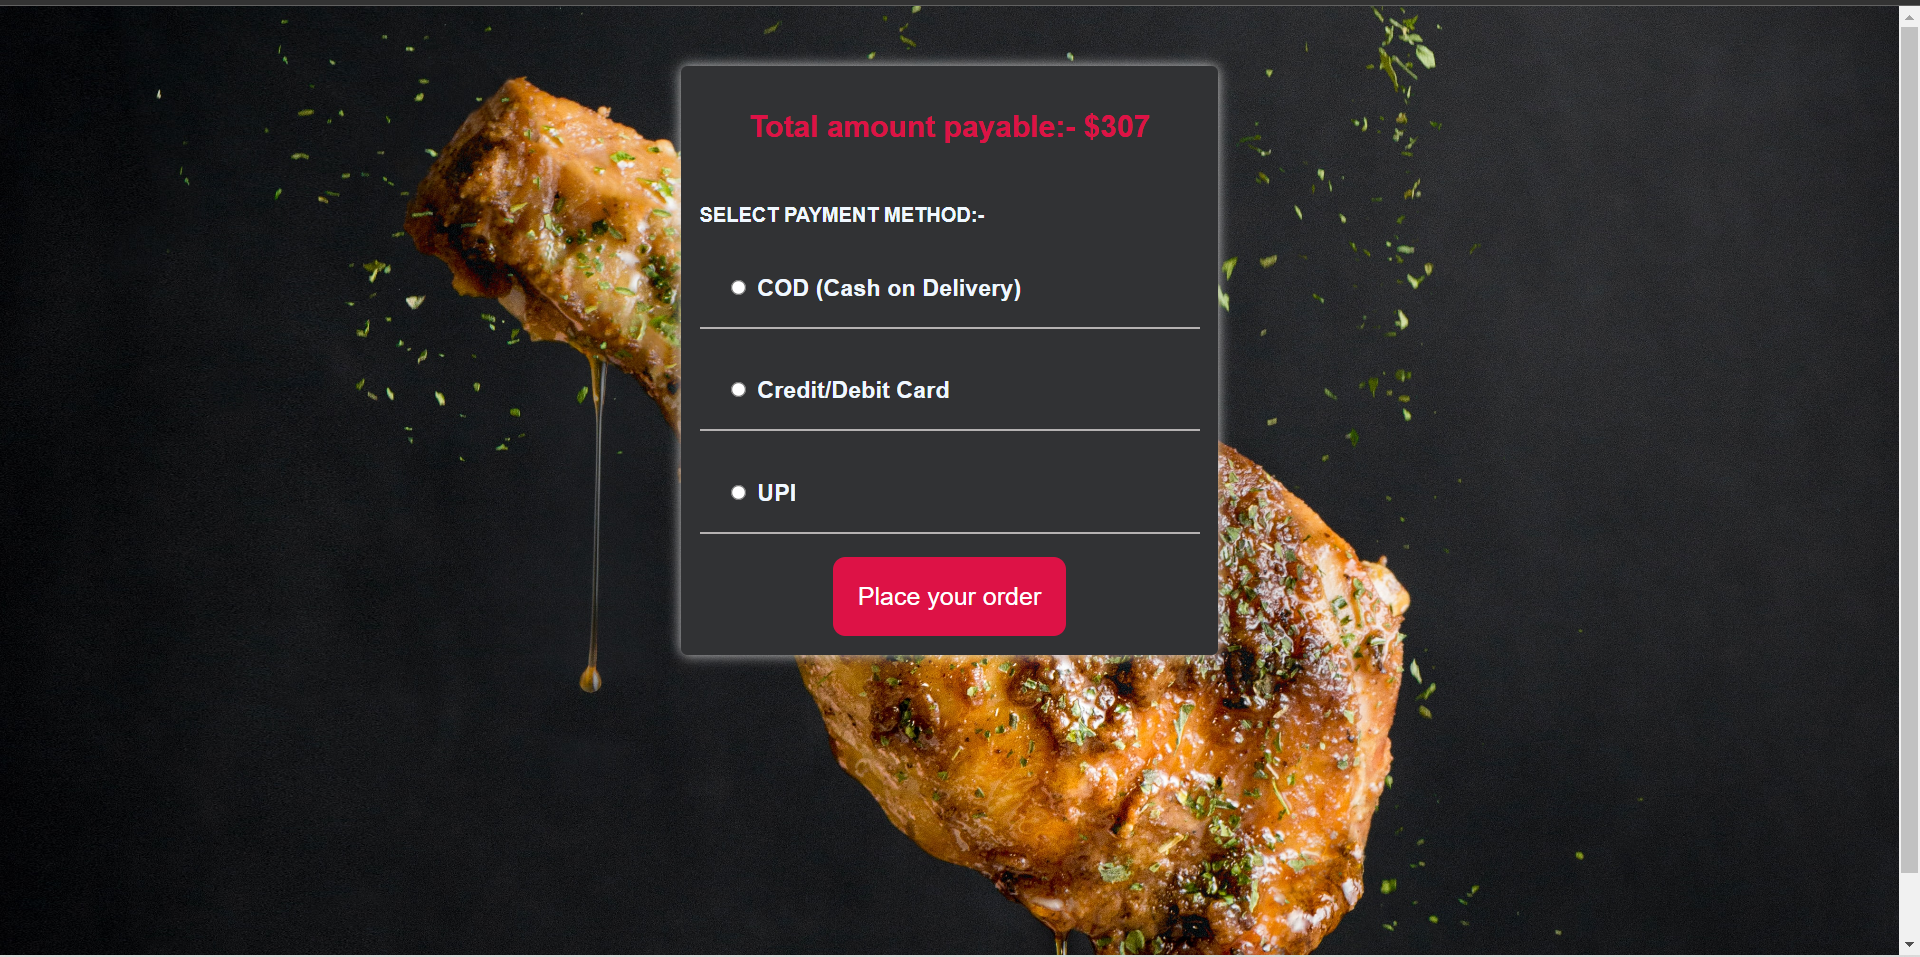 Total amount payable:- $307
SELECT PAYMENT METHOD:-
COD (Cash on Delivery)
Credit/Debit Card
UPI
Place your order